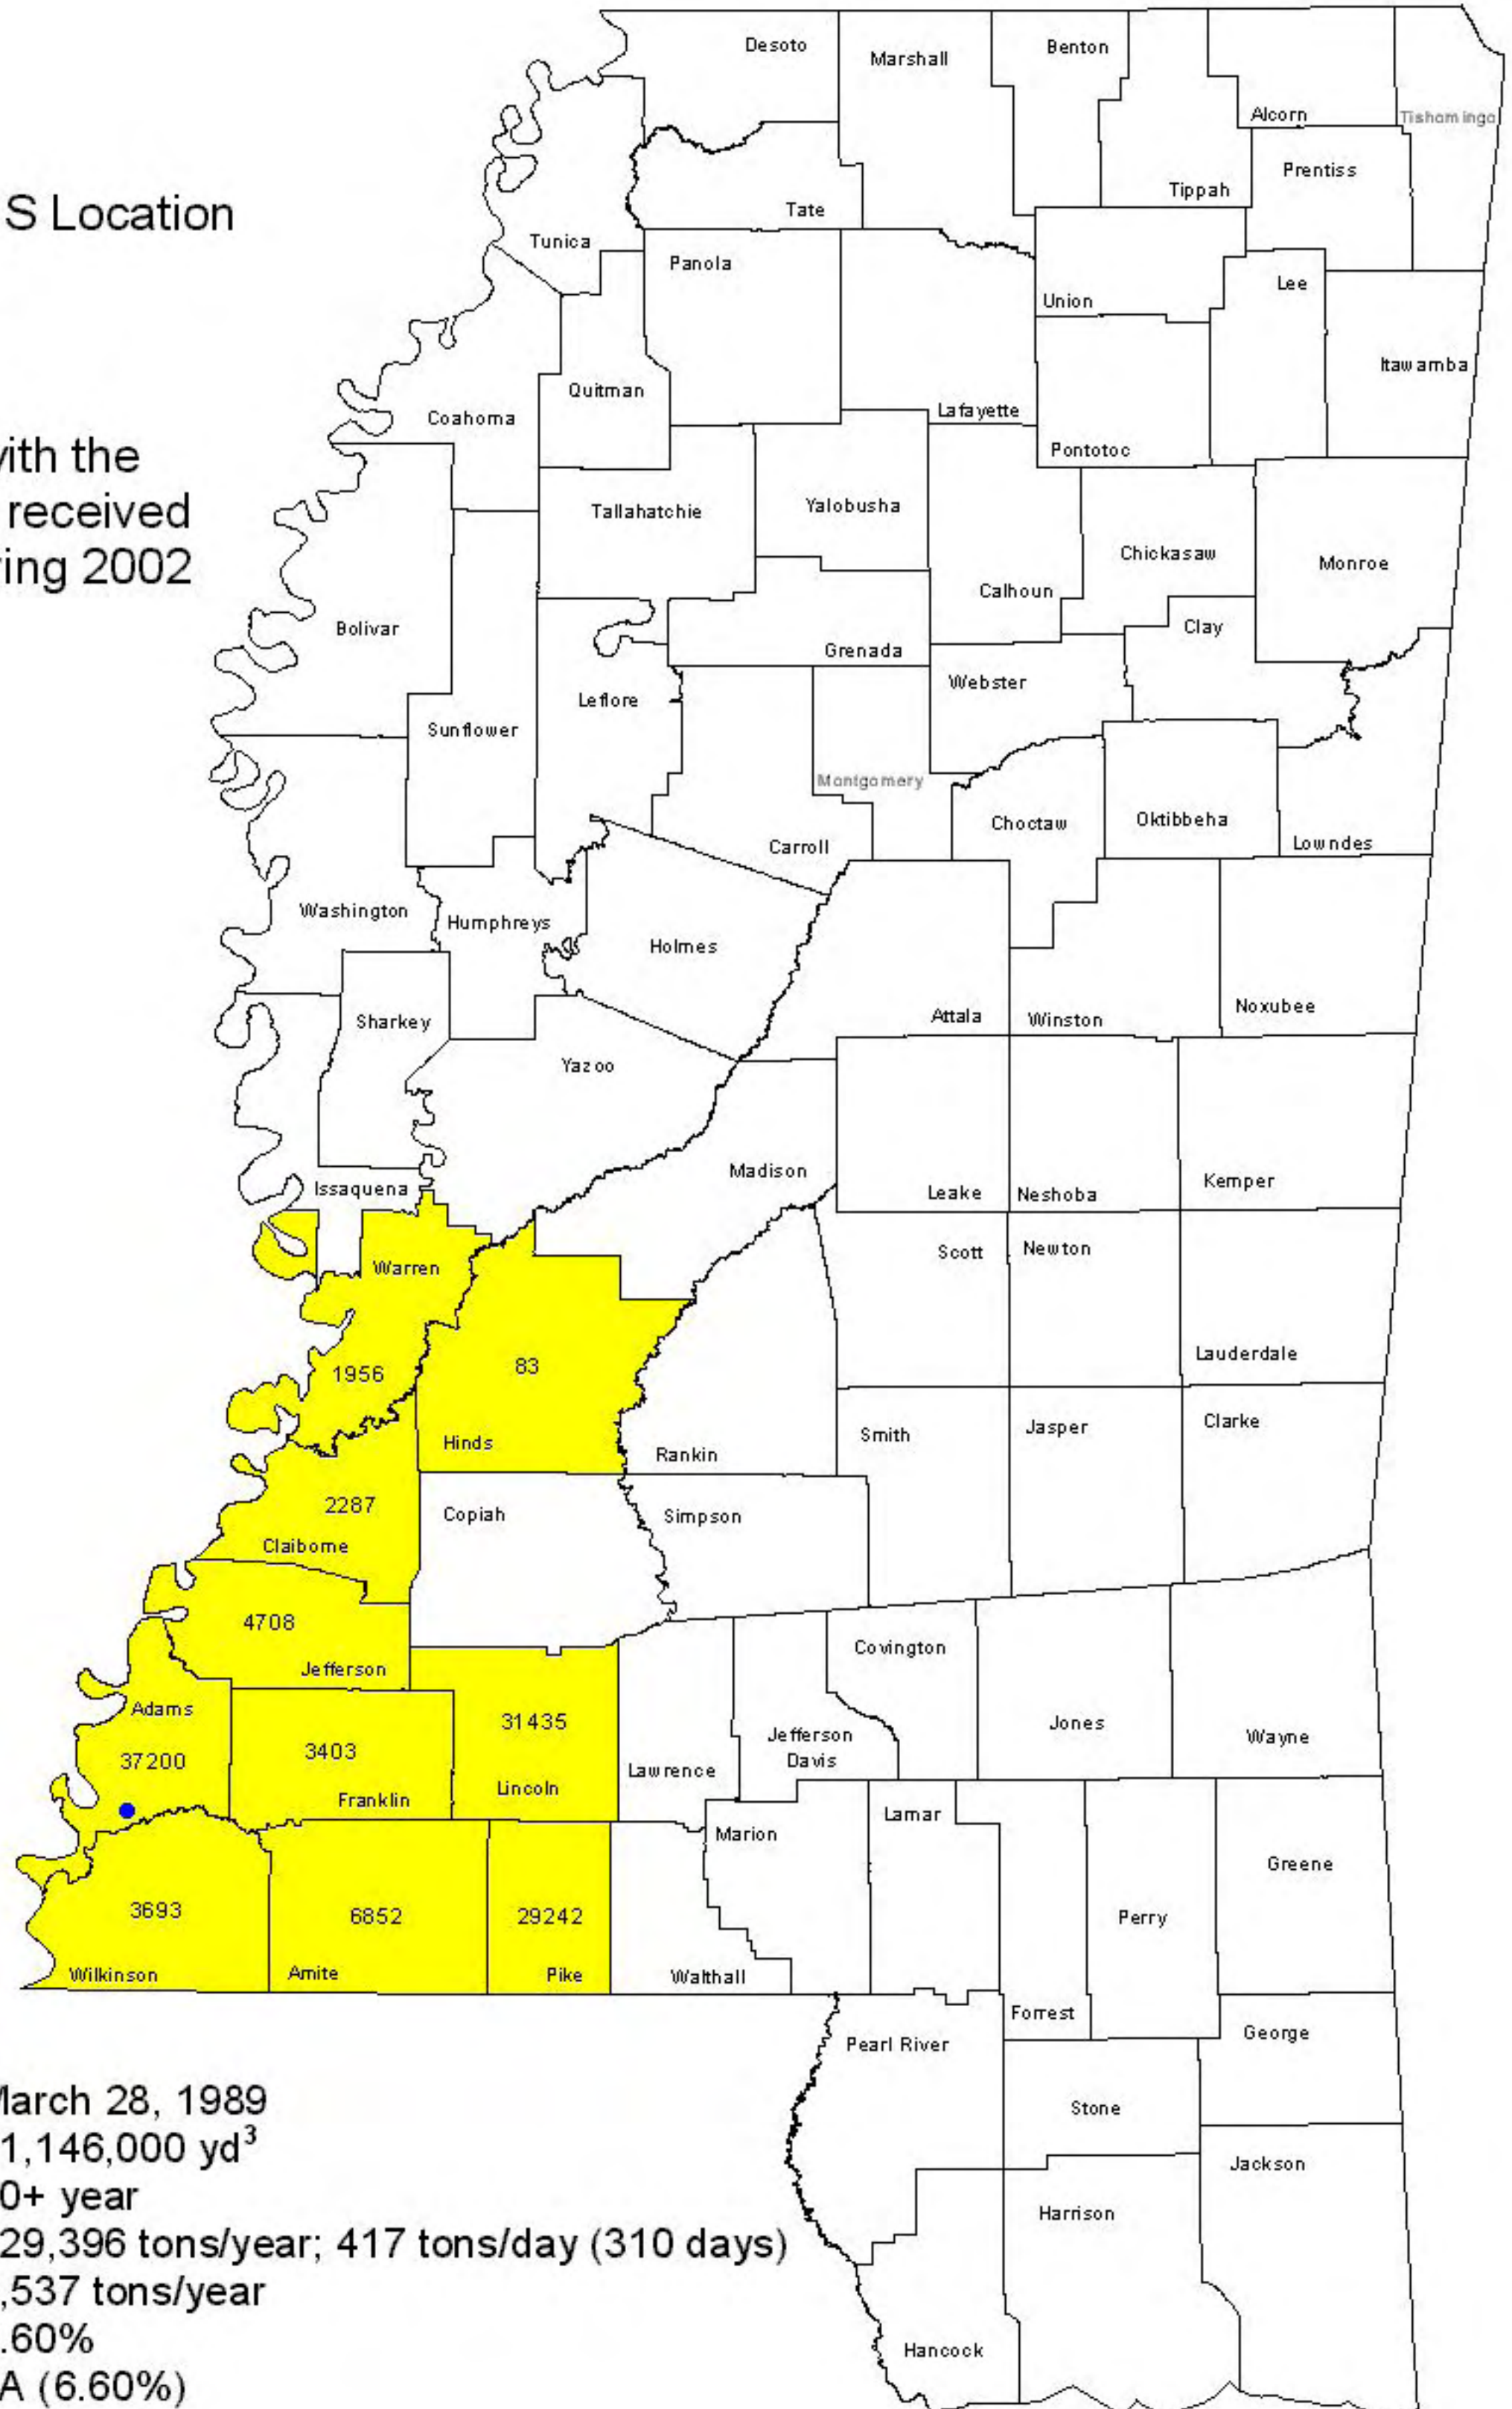 S Location
with the
received
ring 2002
Desoto
Marshall
Benton
Alcorn
Tishomingo
Prentiss
Tippah
Tate
Tunica
Panola
Union
Lee
Itawamba
Quitman
Coahoma
Lafayette
Pontotoc
Tallahatchie
Yalobusha
Chickasaw
Monroe
Calhoun
Clay
Bolivar
Grenada
Webster
Leflore
Sunflower
Montgomery
Choctaw
Oktibbeha
Lowndes
Carroll
Washington
Humphreys
Holmes
Sharkey
Attala
Winston
Noxubee
Yazoo
Madison
Issaquena
Leake
Neshoba
Kemper
Warren
Scott
Newton
1956
83
Lauderdale
Hinds
Rankin
Smith
Jasper
Clarke
2287
Claiborne
Copiah
Simpson
4708
Jefferson
Covington
Adams
37200
3403
Franklin
31435
Lincoln
Lawrence
Jefferson
Davis
Jones
Wayne
Lamar
Marion
Greene
3693
Wilkinson
6852
Amite
29242
Pike
Walthall
Perry
Forrest
George
Pearl River
Stone
Jackson
Harrison
Hancock
March 28, 1989
1,146,000 yd³
0+ year
29,396 tons/year; 417 tons/day (310 days)
,537 tons/year
.60%
A (6.60%)